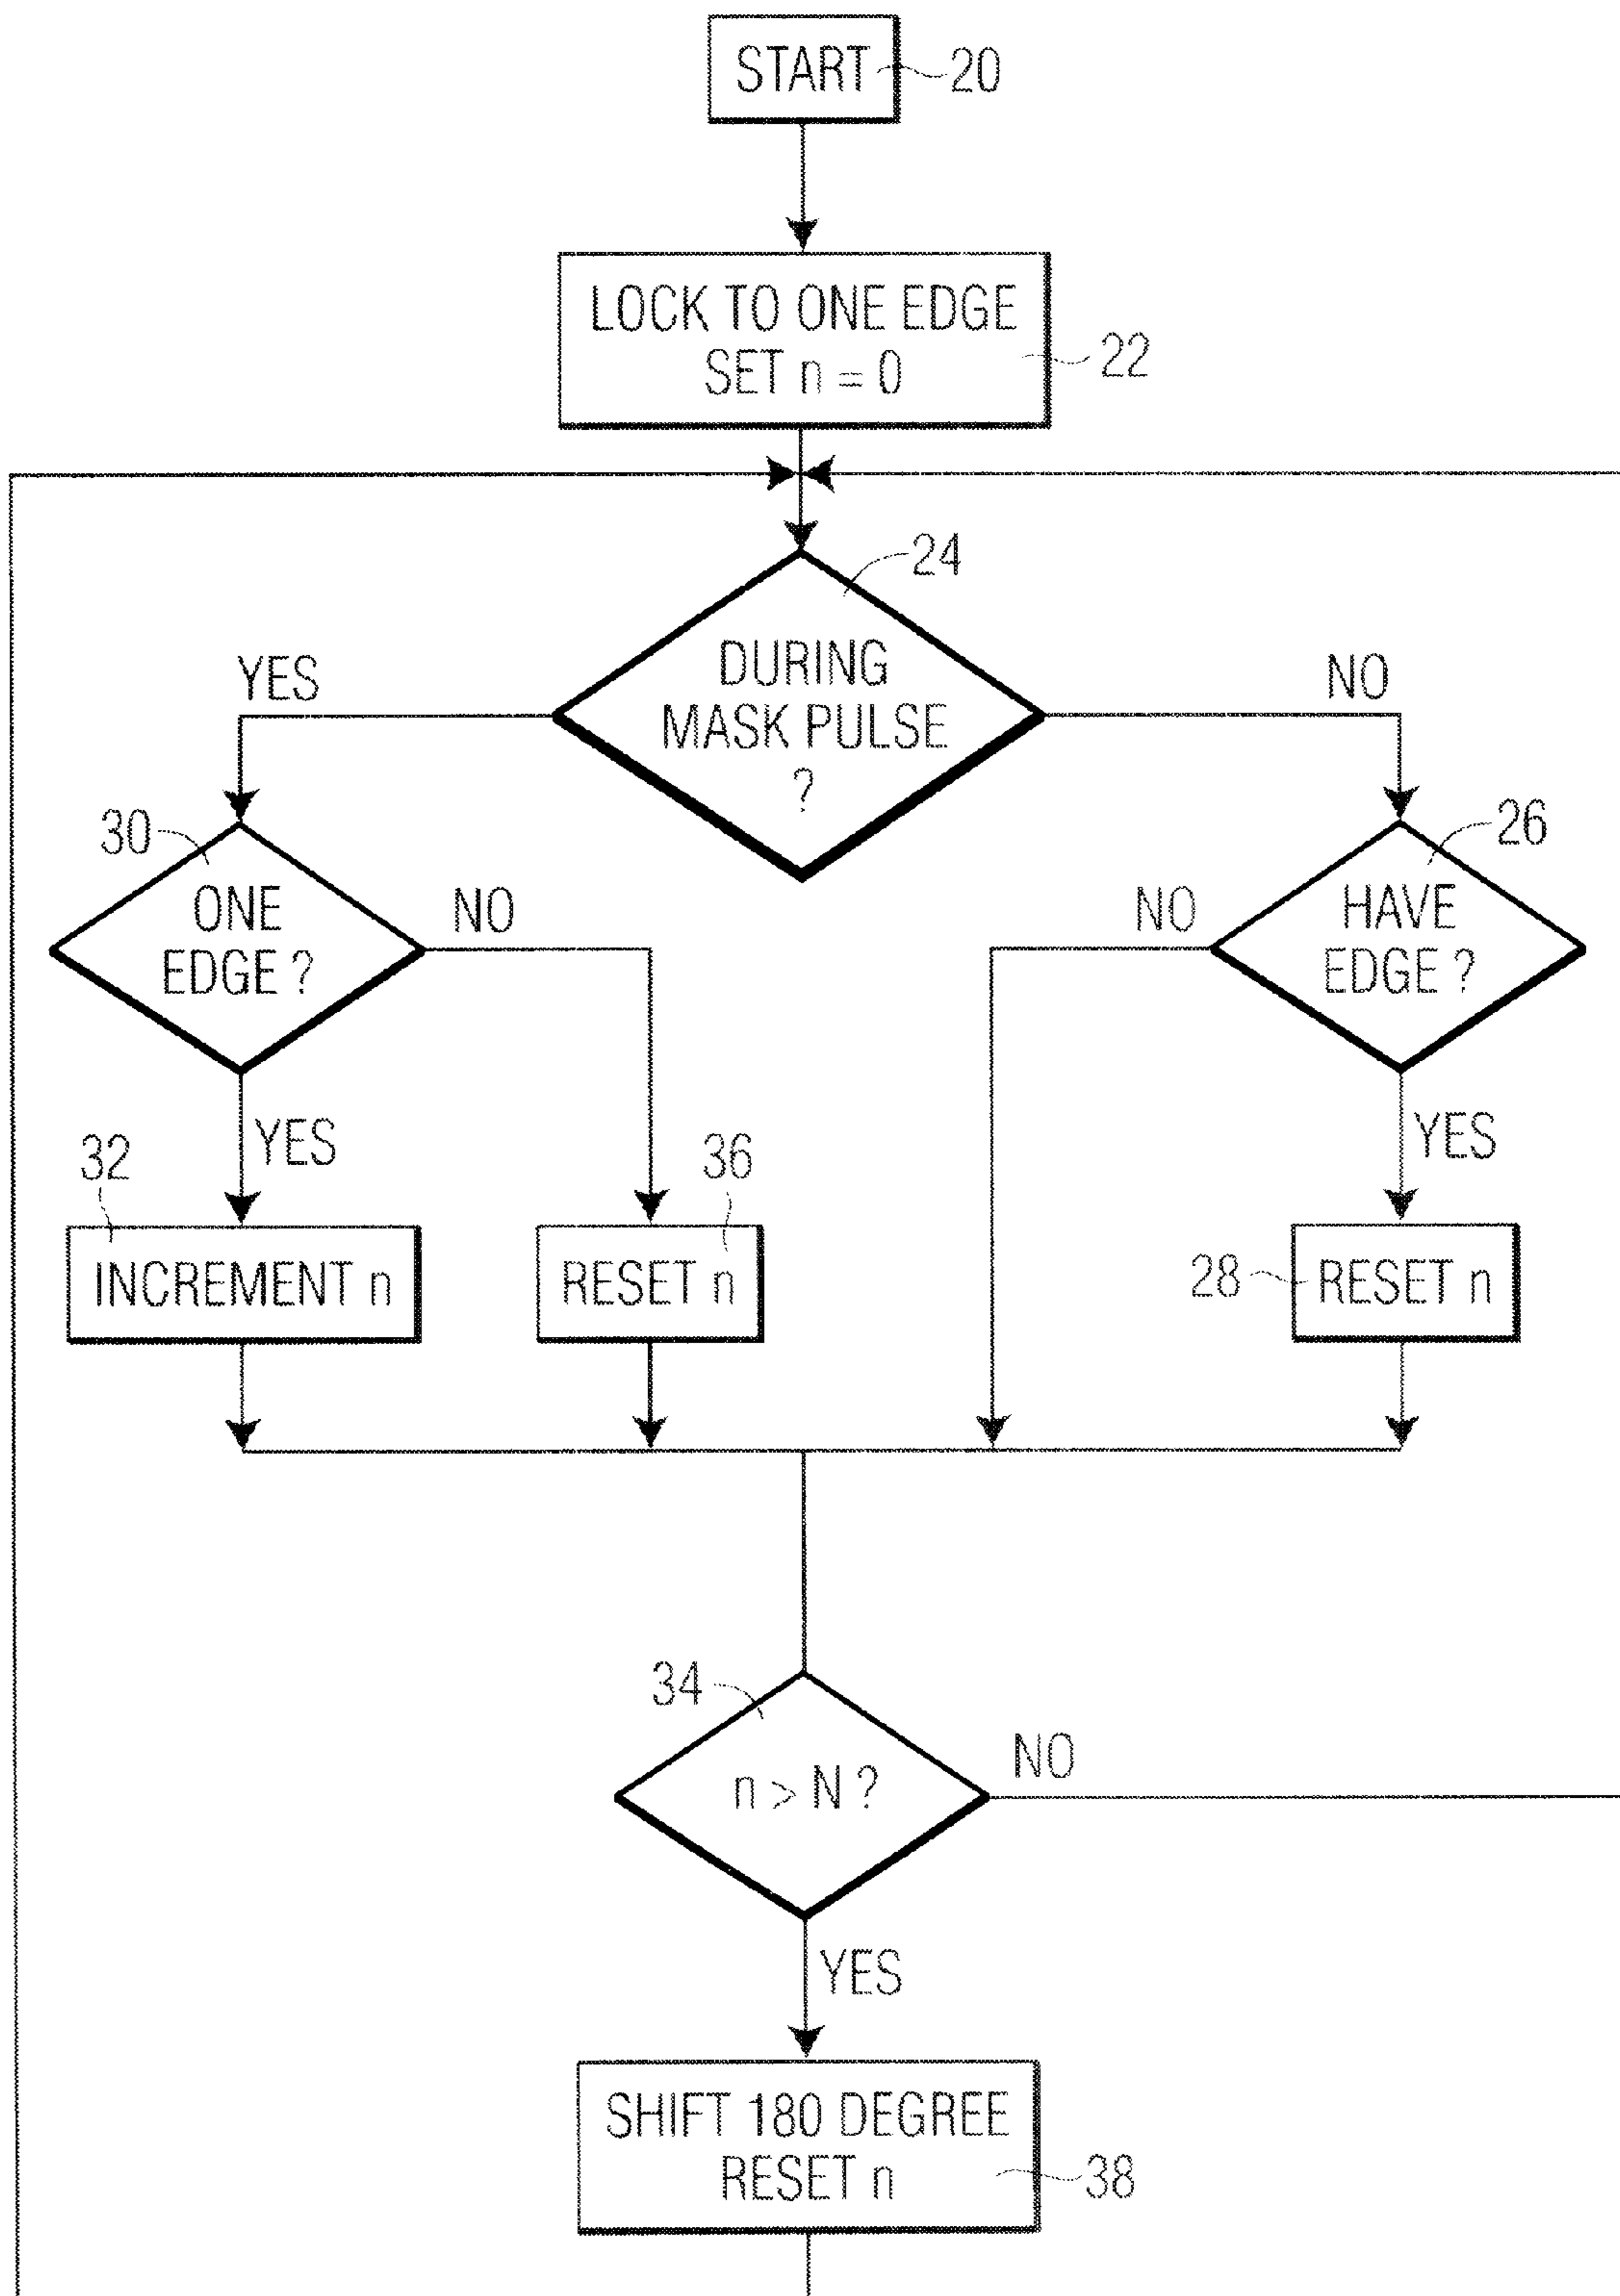 START
20
LOCK TO ONE EDGE
SET n = 0
22
24
DURING
MASK PULSE
?
YES
NO
30
ONE
EDGE ?
NO
26
HAVE
EDGE ?
NO
YES
YES
32
INCREMENT n
36
RESET n
28
RESET n
34
n > N ?
NO
YES
SHIFT 180 DEGREE
RESET n
38